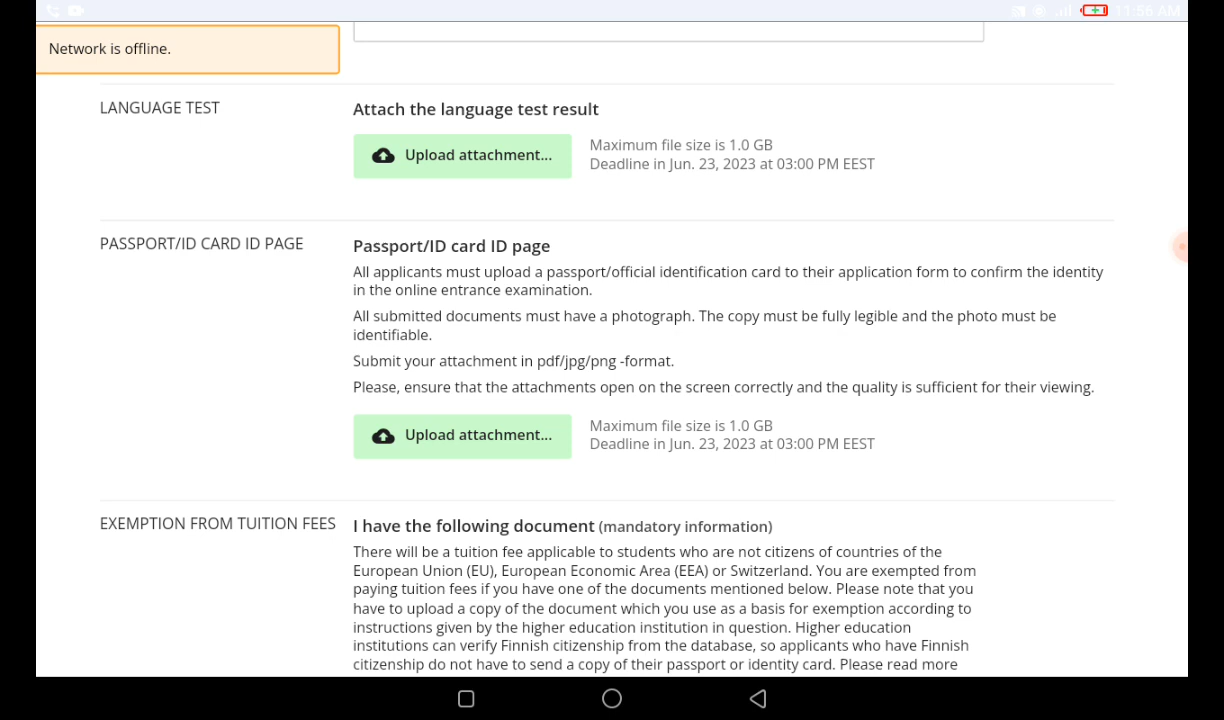 11:56 AM
Network is offline.
LANGUAGE TEST
Attach the language test result
Upload attachment...
Maximum file size is 1.0 GB
Deadline in Jun. 23, 2023 at 03:00 PM EEST
PASSPORT/ID CARD ID PAGE
Passport/ID card ID page
All applicants must upload a passport/official identification card to their application form to confirm the identity
in the online entrance examination.
All submitted documents must have a photograph. The copy must be fully legible and the photo must be
identifiable.
Submit your attachment in pdf/jpg/png -format.
Please, ensure that the attachments open on the screen correctly and the quality is sufficient for their viewing.
Upload attachment...
Maximum file size is 1.0 GB
Deadline in Jun. 23, 2023 at 03:00 PM EEST
EXEMPTION FROM TUITION FEES
I have the following document (mandatory information)
There will be a tuition fee applicable to students who are not citizens of countries of the
European Union (EU), European Economic Area (EEA) or Switzerland. You are exempted from
paying tuition fees if you have one of the documents mentioned below. Please note that you
have to upload a copy of the document which you use as a basis for exemption according to
instructions given by the higher education institution in question. Higher education
institutions can verify Finnish citizenship from the database, so applicants who have Finnish
citizenship do not have to send a copy of their passport or identity card. Please read more